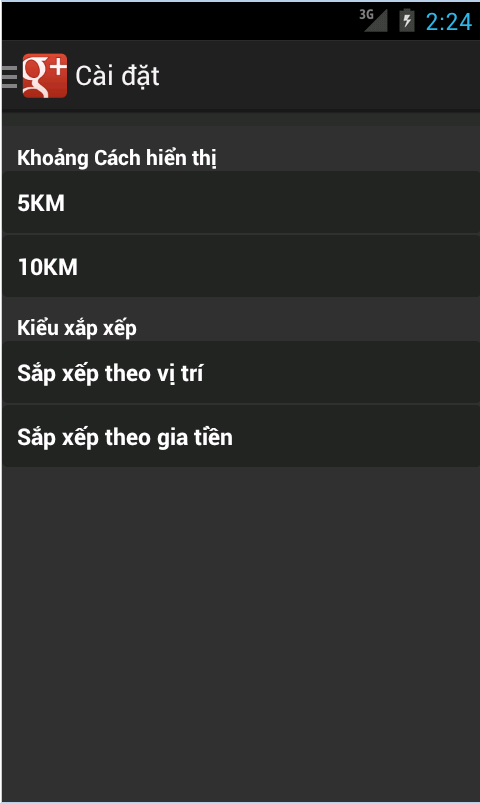 3G
2:24
g+ Cài đặt
Khoảng Cách hiển thị
5KM
10KM
Kiểu xắp xếp
Sắp xếp theo vị trí
Sắp xếp theo gia tiền